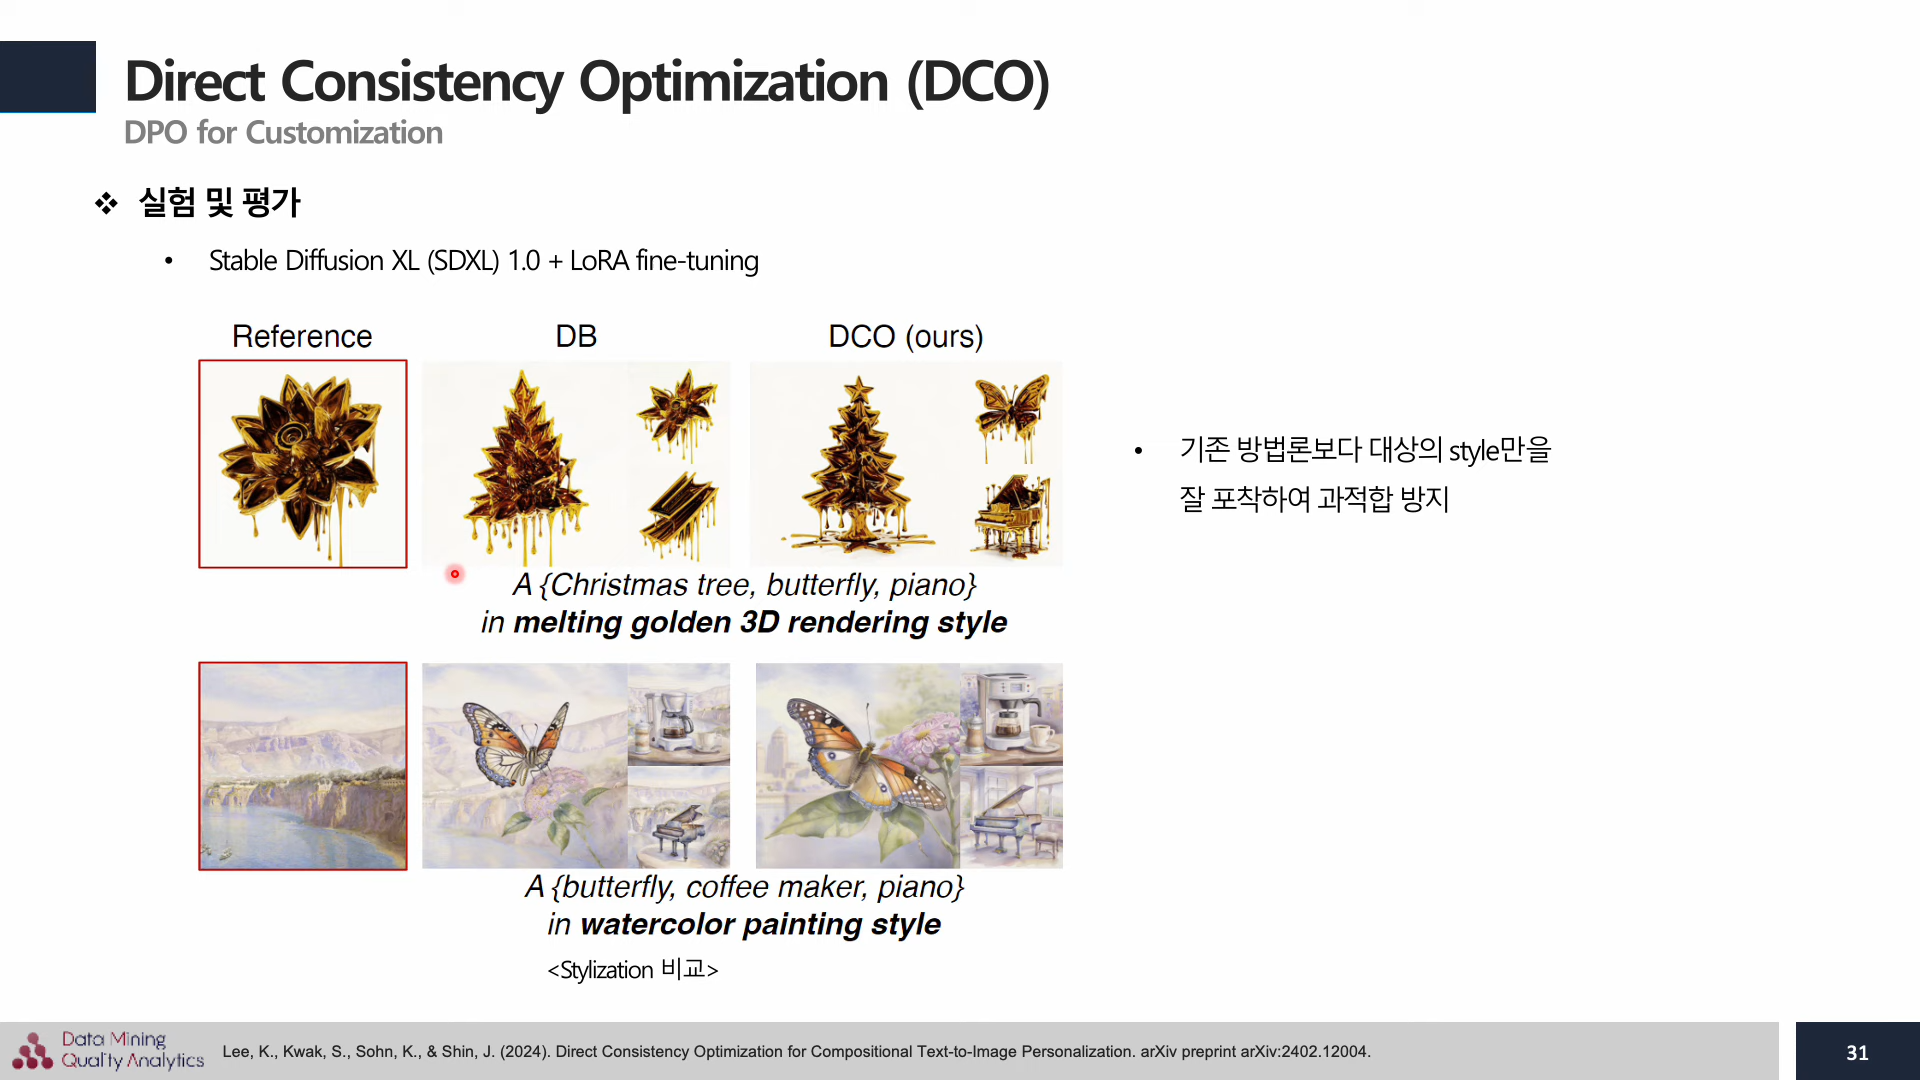 Direct Consistency Optimization (DCO)
DPO for Customization
❖ 실험 및 평가
• Stable Diffusion XL (SDXL) 1.0 + LoRA fine-tuning
Reference DB DCO (ours)
A {Christmas tree, butterfly, piano}
in melting golden 3D rendering style
• 기존 방법론보다 대상의 style만을
잘 포착하여 과적합 방지
A {butterfly, coffee maker, piano}
in watercolor painting style
<Stylization 비교>
Data Mining
Quality Analytics
Lee, K., Kwak, S., Sohn, K., & Shin, J. (2024). Direct Consistency Optimization for Compositional Text-to-Image Personalization. arXiv preprint arXiv:2402.12004.
31